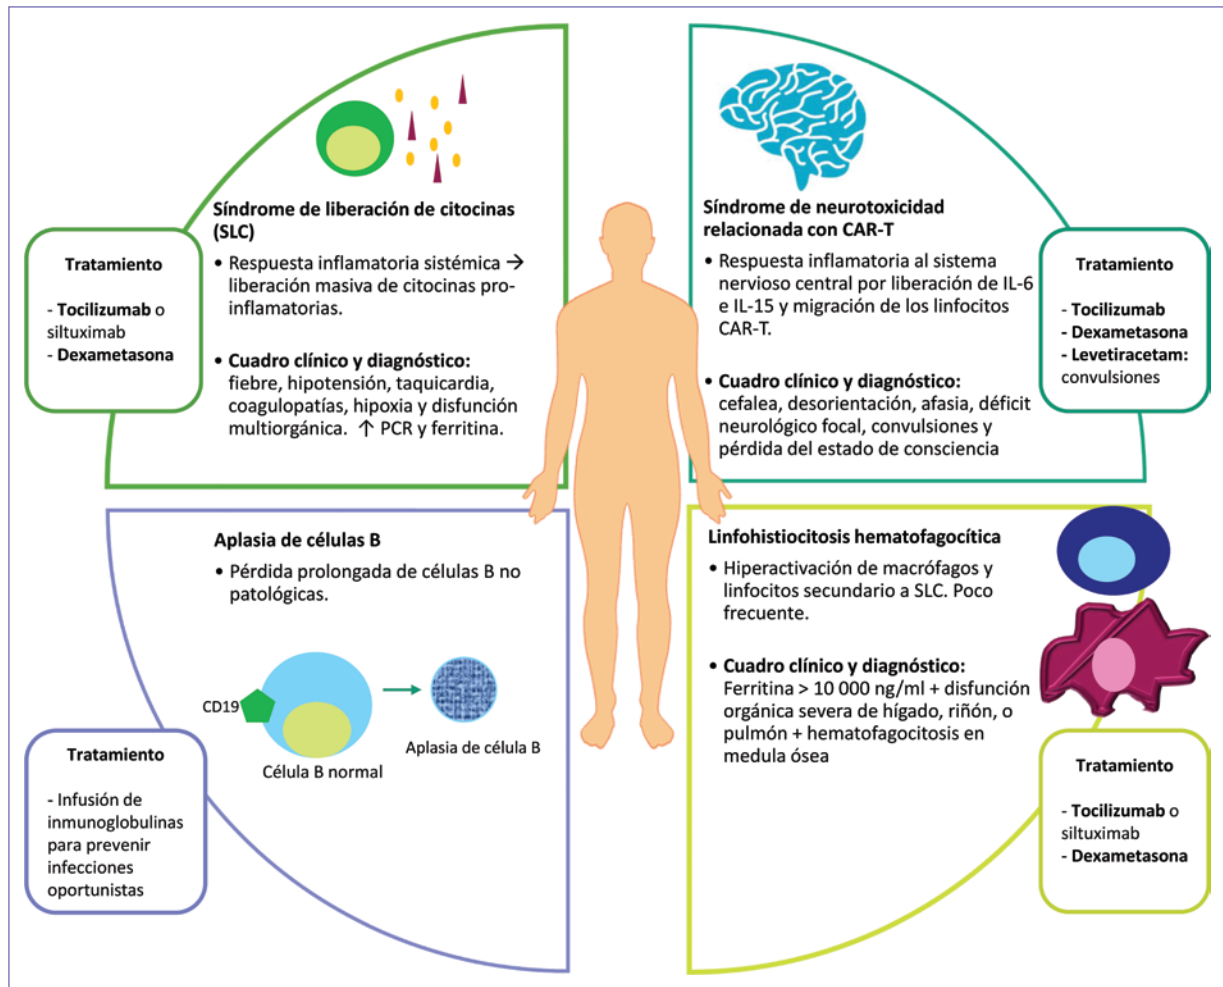 Síndrome de liberación de citocinas
(SLC)
• Respuesta inflamatoria sistémica →
liberación masiva de citocinas pro-
inflamatorias.
• Cuadro clínico y diagnóstico:
fiebre, hipotensión, taquicardia,
coagulopatías, hipoxia y disfunción
multiorgánica. ↑ PCR y ferritina.
Tratamiento
- Tocilizumab o
siltuximab
- Dexametasona
Síndrome de neurotoxicidad
relacionada con CAR-T
• Respuesta inflamatoria al sistema
nervioso central por liberación de IL-6
e IL-15 y migración de los linfocitos
CAR-T.
• Cuadro clínico y diagnóstico:
cefalea, desorientación, afasia, déficit
neurológico focal, convulsiones y
pérdida del estado de consciencia
Tratamiento
- Tocilizumab
- Dexametasona
- Levetiracetam:
convulsiones
Aplasia de células B
• Pérdida prolongada de células B no
patológicas.
CD19
Célula B normal
Aplasia de célula B
Tratamiento
- Infusión de
inmunoglobulinas
para prevenir
infecciones
oportunistas
Linfohistiocitosis hematofagocítica
• Hiperactivación de macrófagos y
linfocitos secundario a SLC. Poco
frecuente.
• Cuadro clínico y diagnóstico:
Ferritina > 10 000 ng/ml + disfunción
orgánica severa de hígado, riñón, o
pulmón + hematofagocitosis en
medula ósea
Tratamiento
- Tocilizumab o
siltuximab
- Dexametasona